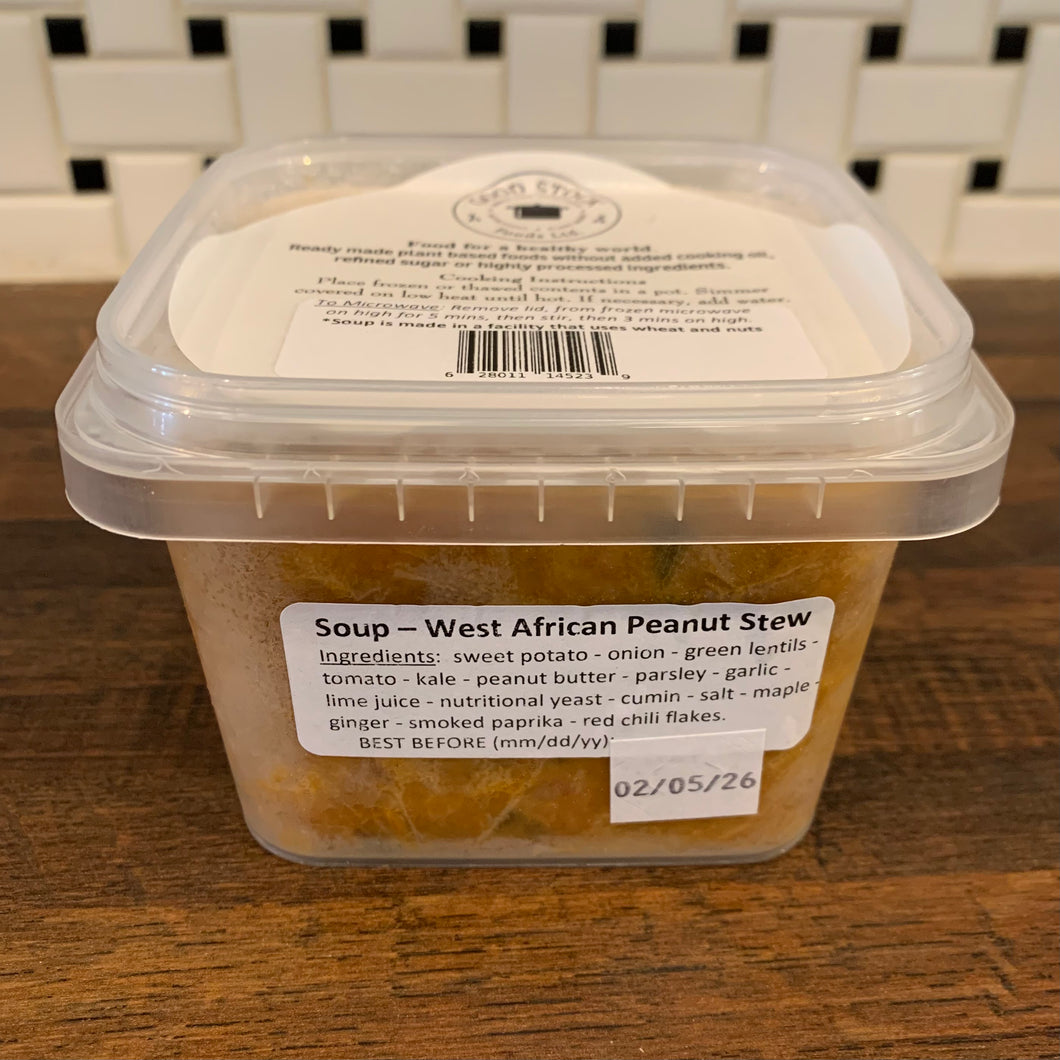 GOOD STOCK
Foods Ltd.
Food for a healthy world.
Ready made plant based foods without added cooking oil,
refined sugar or highly processed ingredients.
Cooking Instructions
Place frozen or thawed contents in a pot. Simmer
covered on low heat until hot. If necessary, add water.
To Microwave: Remove lid, from frozen microwave
on high for 5 mins, then stir, then 3 mins on high.
*Soup is made in a facility that uses wheat and nuts
6 28011 14523 9
Soup – West African Peanut Stew
Ingredients: sweet potato - onion - green lentils -
tomato - kale - peanut butter - parsley - garlic -
lime juice - nutritional yeast - cumin - salt - maple -
ginger - smoked paprika - red chili flakes.
BEST BEFORE (mm/dd/yy):
02/05/26